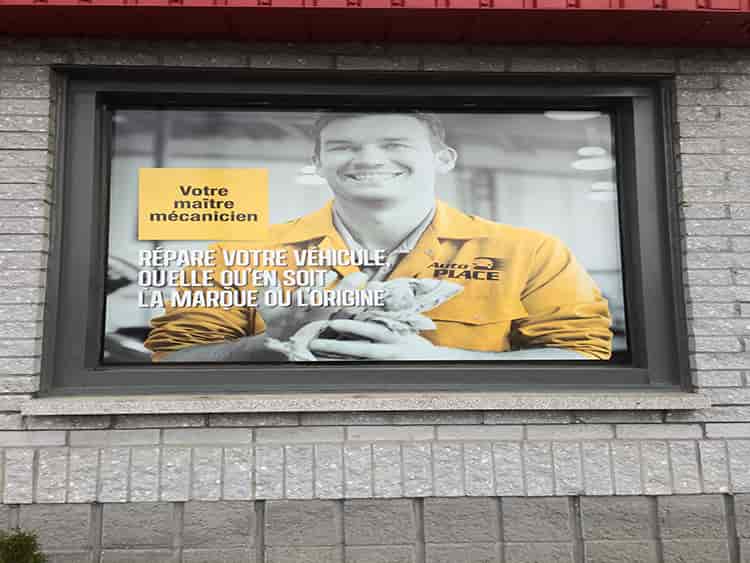 Votre
maître
mécanicien
RÉPARE VOTRE VÉHICULE,
QUELLE QU'EN SOIT
LA MARQUE OU L'ORIGINE
AUTO
PLACE